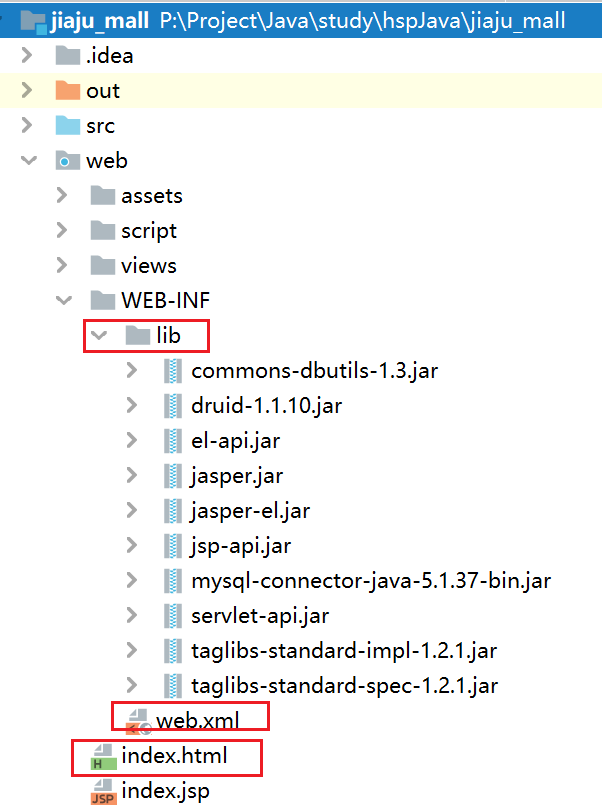 jiaju_mall P:\Project\Java\study\hspJava\jiaju_mall
.idea
out
src
web
assets
script
views
WEB-INF
lib
commons-dbutils-1.3.jar
druid-1.1.10.jar
el-api.jar
jasper.jar
jasper-el.jar
jsp-api.jar
mysql-connector-java-5.1.37-bin.jar
servlet-api.jar
taglibs-standard-impl-1.2.1.jar
taglibs-standard-spec-1.2.1.jar
web.xml
H index.html
JSP index.jsp